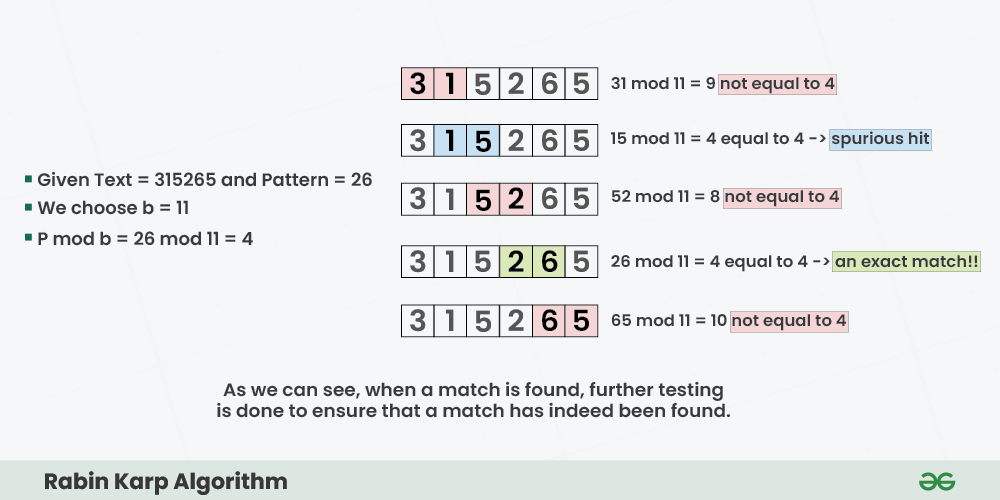 3 1 5 2 6 5 31 mod 11 = 9 not equal to 4
3 1 5 2 6 5 15 mod 11 = 4 equal to 4 -> spurious hit
Given Text = 315265 and Pattern = 26
We choose b = 11
P mod b = 26 mod 11 = 4
3 1 5 2 6 5 52 mod 11 = 8 not equal to 4
3 1 5 2 6 5 26 mod 11 = 4 equal to 4 -> an exact match!!
3 1 5 2 6 5 65 mod 11 = 10 not equal to 4
As we can see, when a match is found, further testing
is done to ensure that a match has indeed been found.
Rabin Karp Algorithm